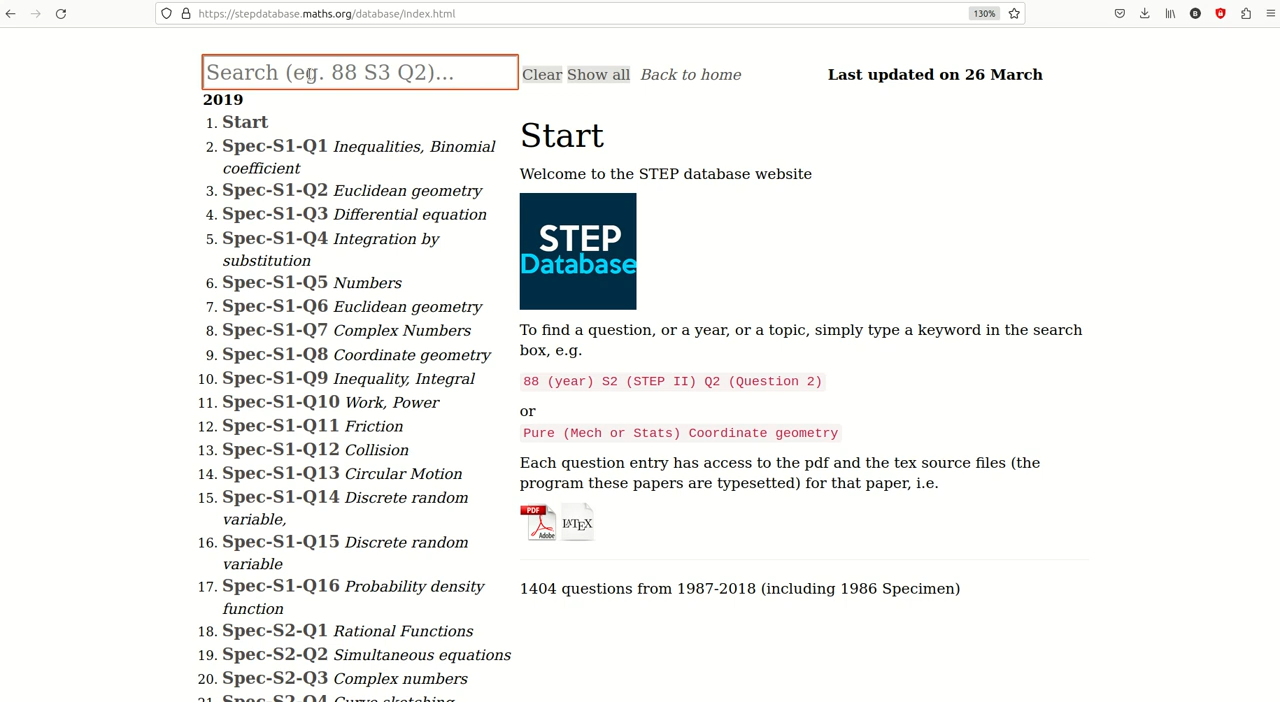 https://stepdatabase.maths.org/database/index.html
130%
Search (eg. 88 S3 Q2)...
Clear Show all Back to home
Last updated on 26 March
2019
1. Start
2. Spec-S1-Q1 Inequalities, Binomial
coefficient
3. Spec-S1-Q2 Euclidean geometry
4. Spec-S1-Q3 Differential equation
5. Spec-S1-Q4 Integration by
substitution
6. Spec-S1-Q5 Numbers
7. Spec-S1-Q6 Euclidean geometry
8. Spec-S1-Q7 Complex Numbers
9. Spec-S1-Q8 Coordinate geometry
10. Spec-S1-Q9 Inequality, Integral
11. Spec-S1-Q10 Work, Power
12. Spec-S1-Q11 Friction
13. Spec-S1-Q12 Collision
14. Spec-S1-Q13 Circular Motion
15. Spec-S1-Q14 Discrete random
variable,
16. Spec-S1-Q15 Discrete random
variable
17. Spec-S1-Q16 Probability density
function
18. Spec-S2-Q1 Rational Functions
19. Spec-S2-Q2 Simultaneous equations
20. Spec-S2-Q3 Complex numbers
21. Spec-S2-Q4 Curve sketching
Start
Welcome to the STEP database website
STEP
Database
To find a question, or a year, or a topic, simply type a keyword in the search
box, e.g.
88 (year) S2 (STEP II) Q2 (Question 2)
or
Pure (Mech or Stats) Coordinate geometry
Each question entry has access to the pdf and the tex source files (the
program these papers are typesetted) for that paper, i.e.
PDF
Adobe
LATEX
1404 questions from 1987-2018 (including 1986 Specimen)